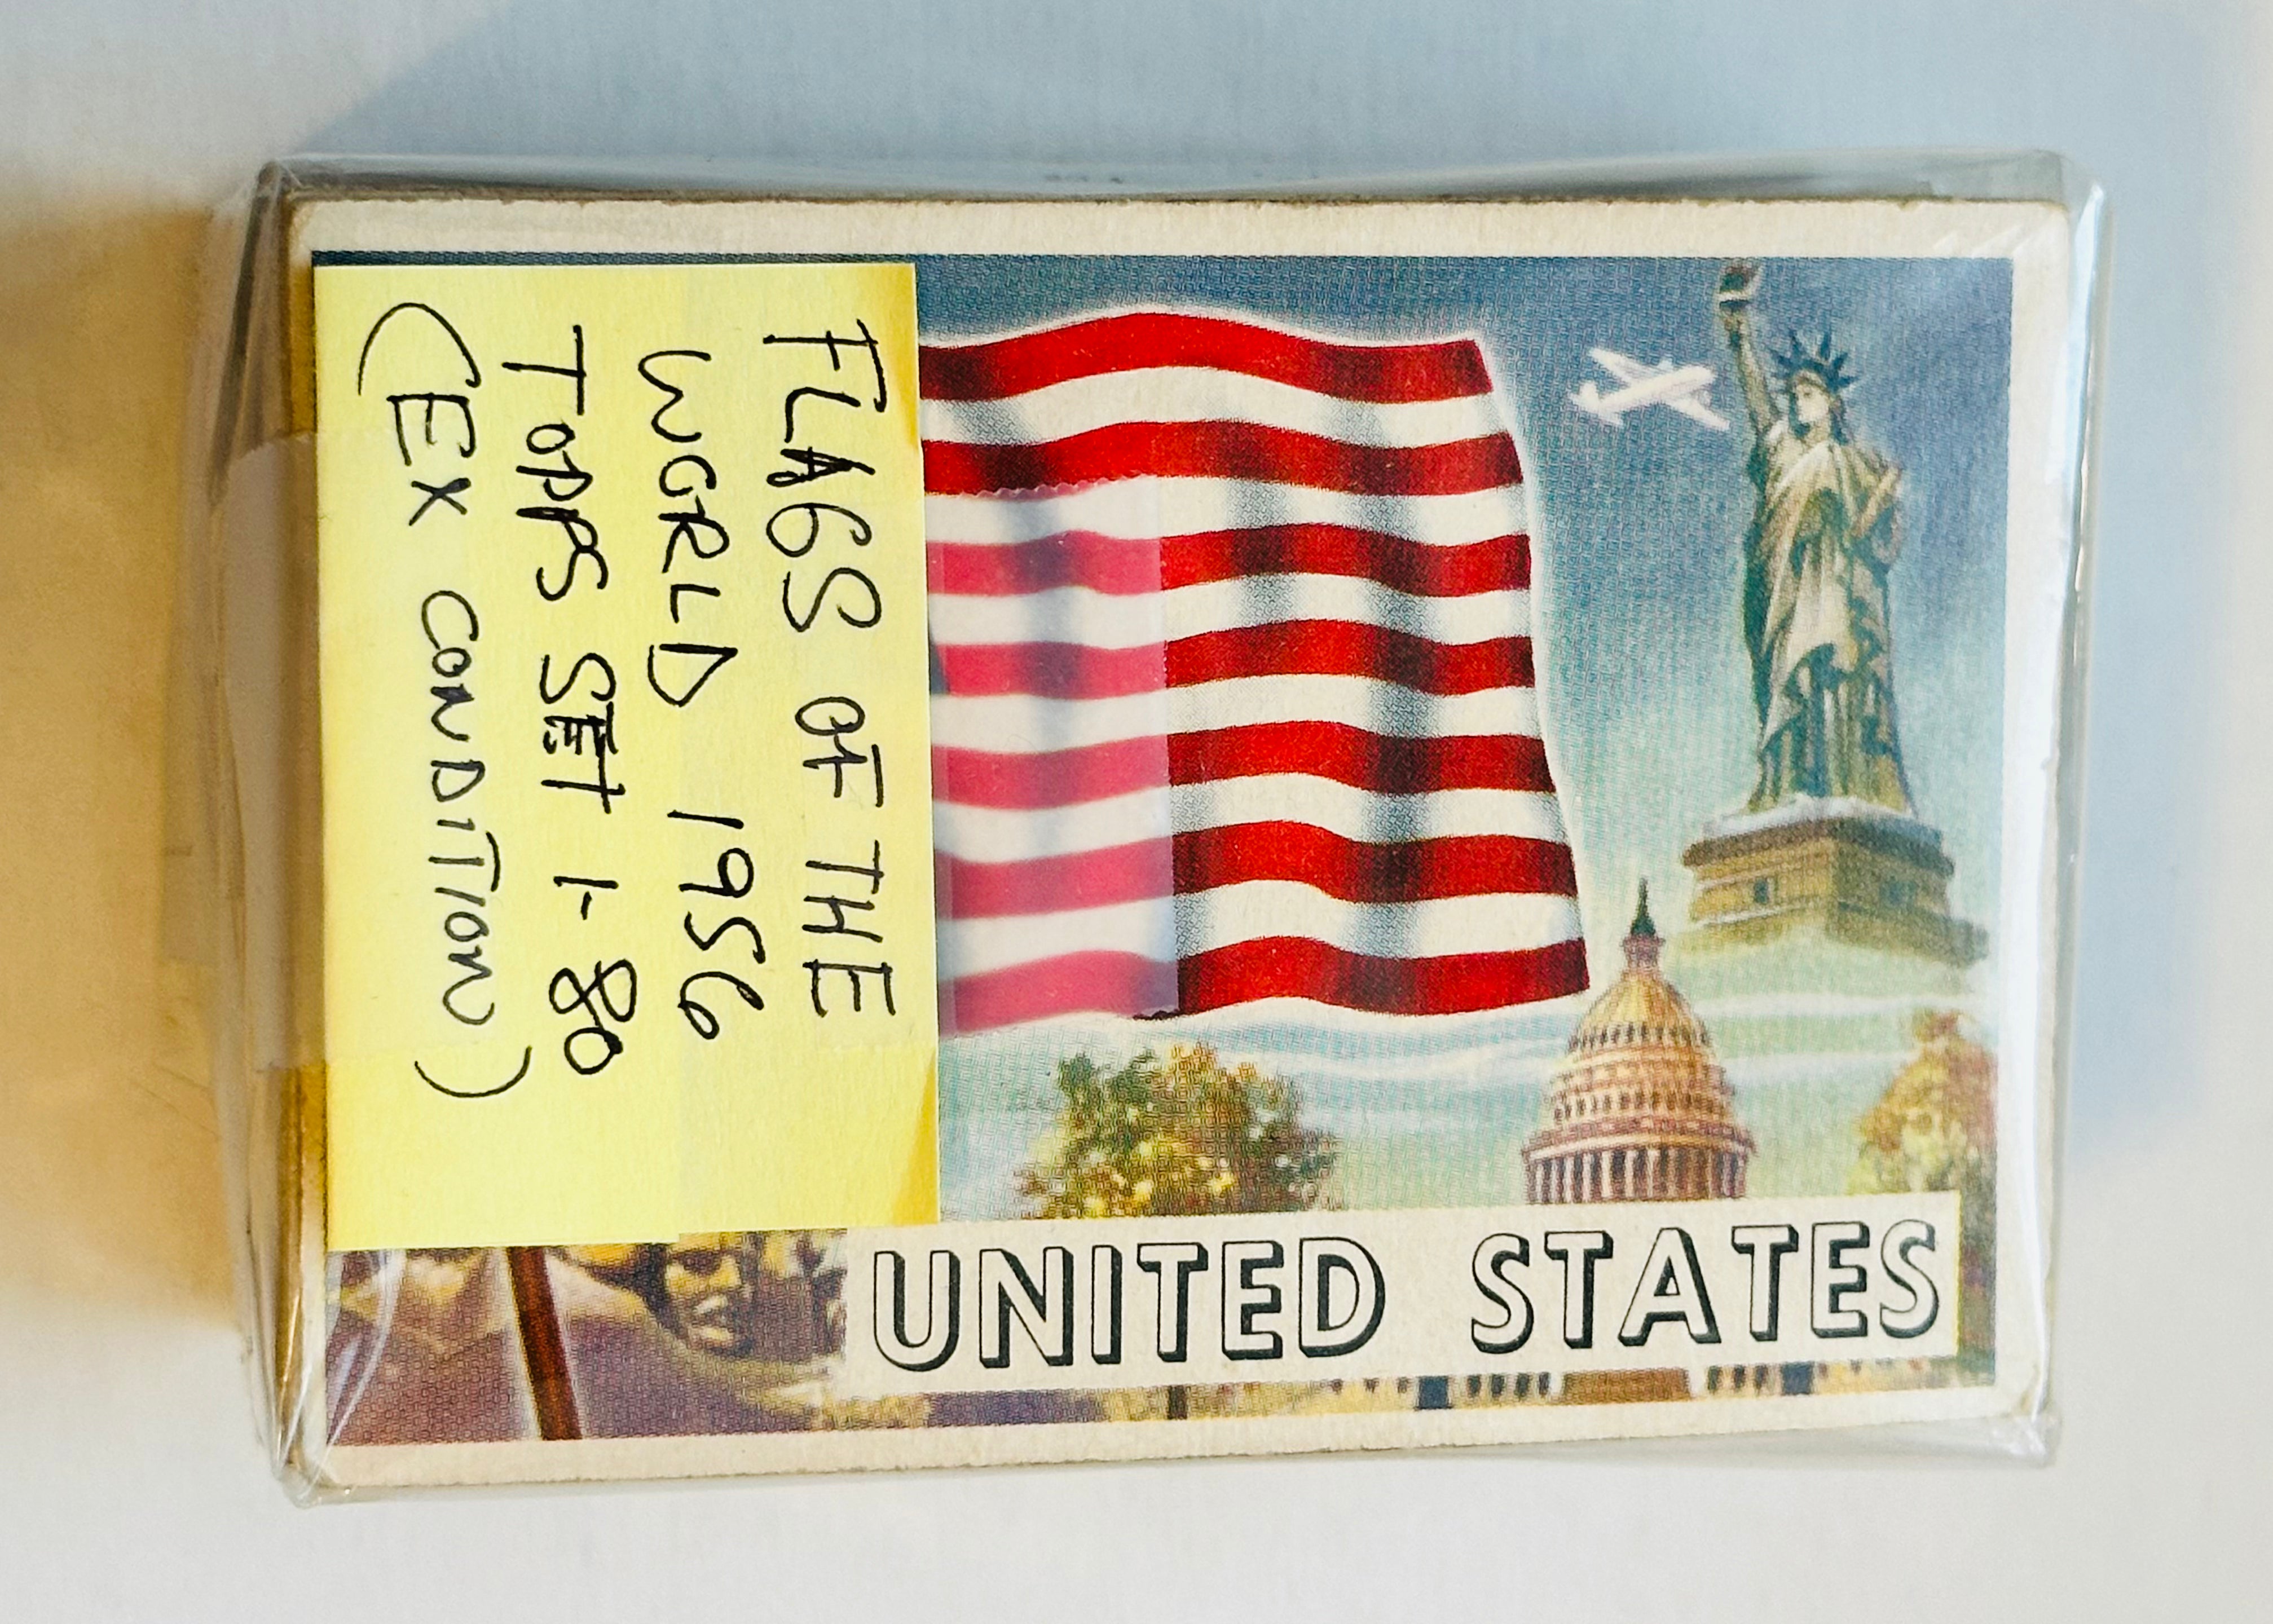 FLAGS OF THE
WORLD 1956
TOPPS SET 1-80
(EX CONDITION)
UNITED STATES